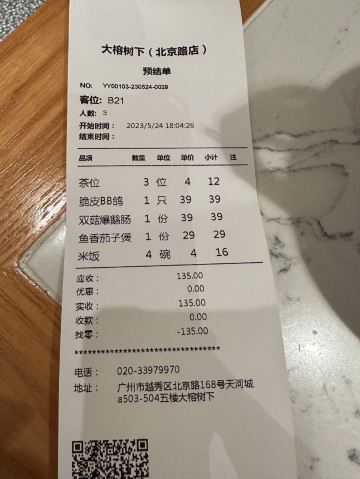 大榕树下（北京路店）
预结单
NO: YY00103-230524-0029
客位: B21
人数: 3
开始时间： 2023/5/24 18:04:26
结束时间：
品项 数量 单位 单价 小计 注
茶位 3 位 4 12
脆皮BB鸽 1 只 39 39
双菇爆鹅肠 1 份 39 39
鱼香茄子煲 1 份 29 29
米饭 4 碗 4 16
应收： 135.00
优惠： 0.00
实收： 135.00
收款： 0.00
找零： -135.00
********************************
电话： 020-33979970
地址： 广州市越秀区北京路168号天河城
a503-504五楼大榕树下